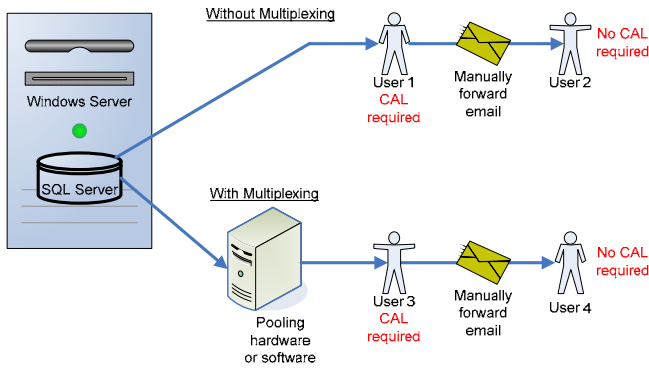 Without Multiplexing
Windows Server
SQL Server
User 1
CAL
required
Manually
forward
email
User 2
No CAL
required
With Multiplexing
Pooling
hardware
or software
User 3
CAL
required
Manually
forward
email
User 4
No CAL
required